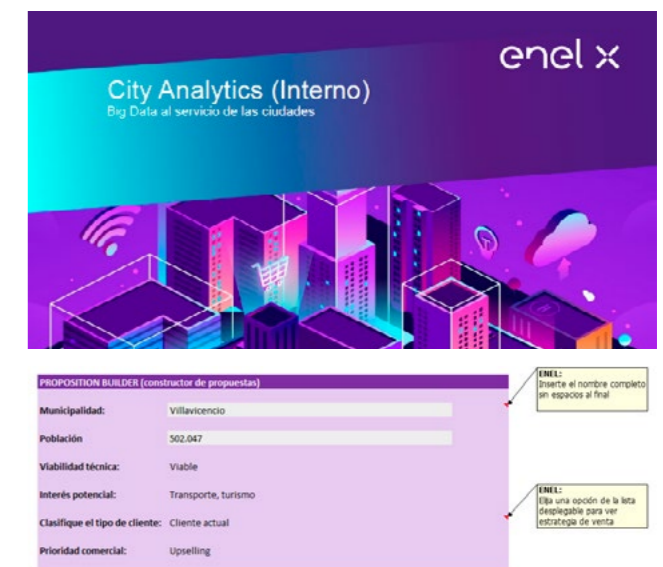 enel x
City Analytics (Interno)
Big Data al servicio de las ciudades
PROPOSITION BUILDER (constructor de propuestas)
Municipalidad: Villavicencio
Población 502.047
Viabilidad técnica: Viable
Interés potencial: Transporte, turismo
Clasifique el tipo de cliente: Cliente actual
Prioridad comercial: Upselling
ENEL:
Inserte el nombre completo
sin espacios al final
ENEL:
Elija una opción de la lista
desplegable para ver
estrategia de venta